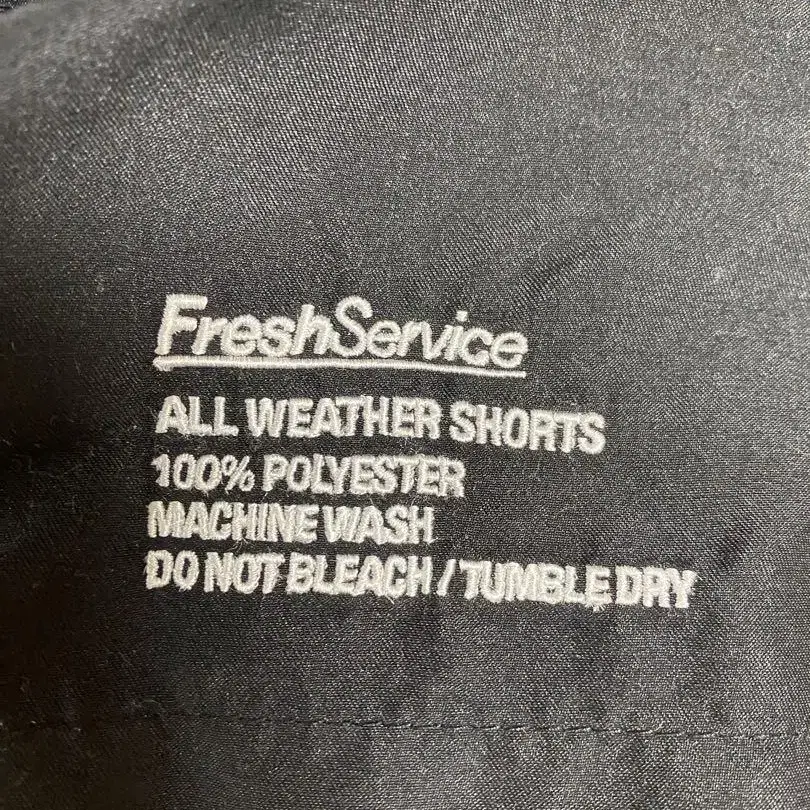 FreshService
ALL WEATHER SHORTS
100% POLYESTER
MACHINE WASH
DO NOT BLEACH / TUMBLE DRY